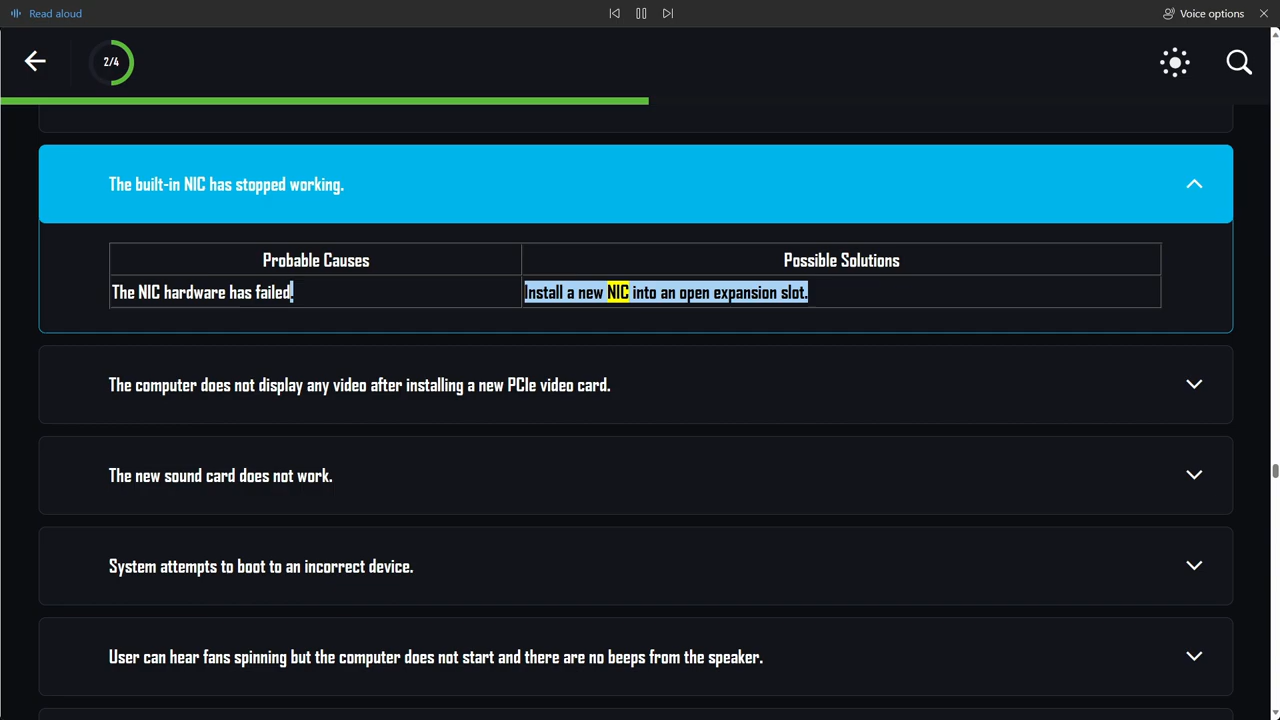 Read aloud
Voice options
2/4
The built-in NIC has stopped working.
Probable Causes
Possible Solutions
The NIC hardware has failed.
Install a new NIC into an open expansion slot.
The computer does not display any video after installing a new PCIe video card.
The new sound card does not work.
System attempts to boot to an incorrect device.
User can hear fans spinning but the computer does not start and there are no beeps from the speaker.